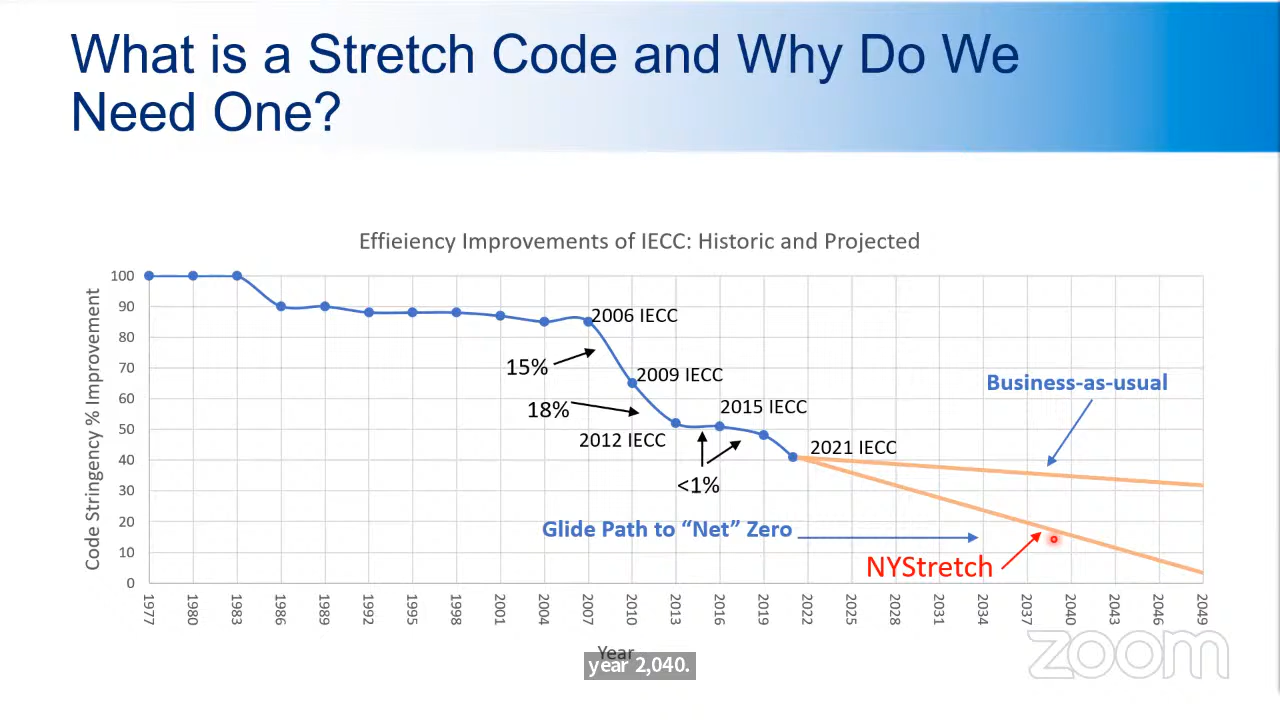 What is a Stretch Code and Why Do We
Need One?
Effieiency Improvements of IECC: Historic and Projected
Code Stringency % Improvement
100
90
80
70
60
50
40
30
20
10
0
2006 IECC
15%
2009 IECC
18%
2012 IECC
2015 IECC
<1%
2021 IECC
Business-as-usual
Glide Path to “Net” Zero
NYStretch
1977
1980
1983
1986
1989
1992
1995
1998
2001
2004
2007
2010
2013
2016
2019
2022
2025
2028
2031
2034
2037
2040
2043
2046
2049
Year
year 2,040.
zoom